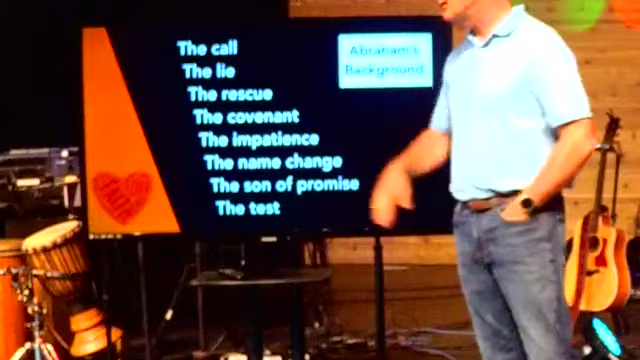 The call
The lie
The rescue
The covenant
The impatience
The name change
The son of promise
The test
Abraham's
Background
FAITH